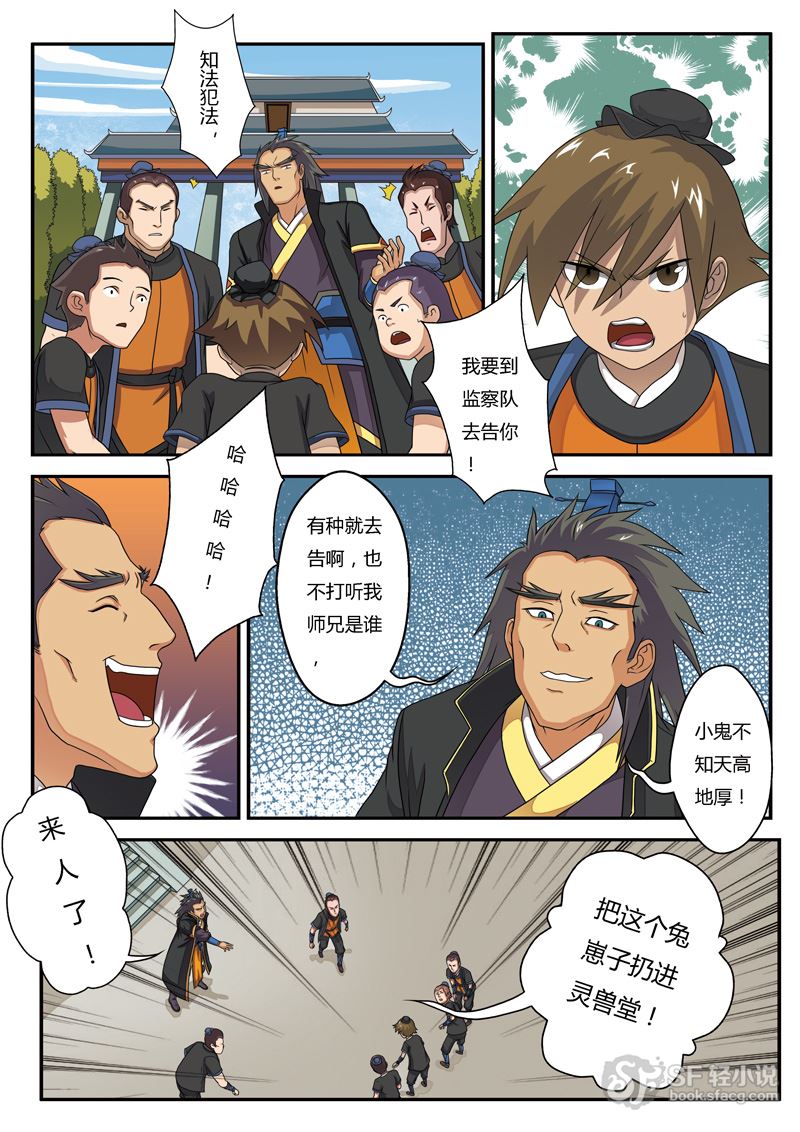 知法犯法，
我要到
监察队
去告你
！
哈哈哈哈！
有种就去
告啊，也
不打听我
师兄是谁
，
小鬼不
知天高
地厚！
来人了！
把这个兔
崽子扔进
灵兽堂！
SF 轻小说
book.sfacg.com